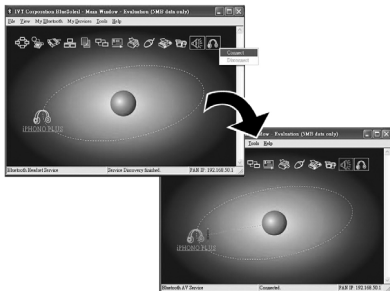 IVT Corporation BlueSoleil - Main Window - Evaluation (5MB data only)
File View My Bluetooth My Services Tools Help
Connect
Disconnect
iPHONO PLUS
Bluetooth Headset Service Device Discovery finished. PAN IP: 192.168.50.1
Window - Evaluation (5MB data only)
Tools Help
iPHONO PLUS
Bluetooth AV Service Connected. PAN IP: 192.168.50.1